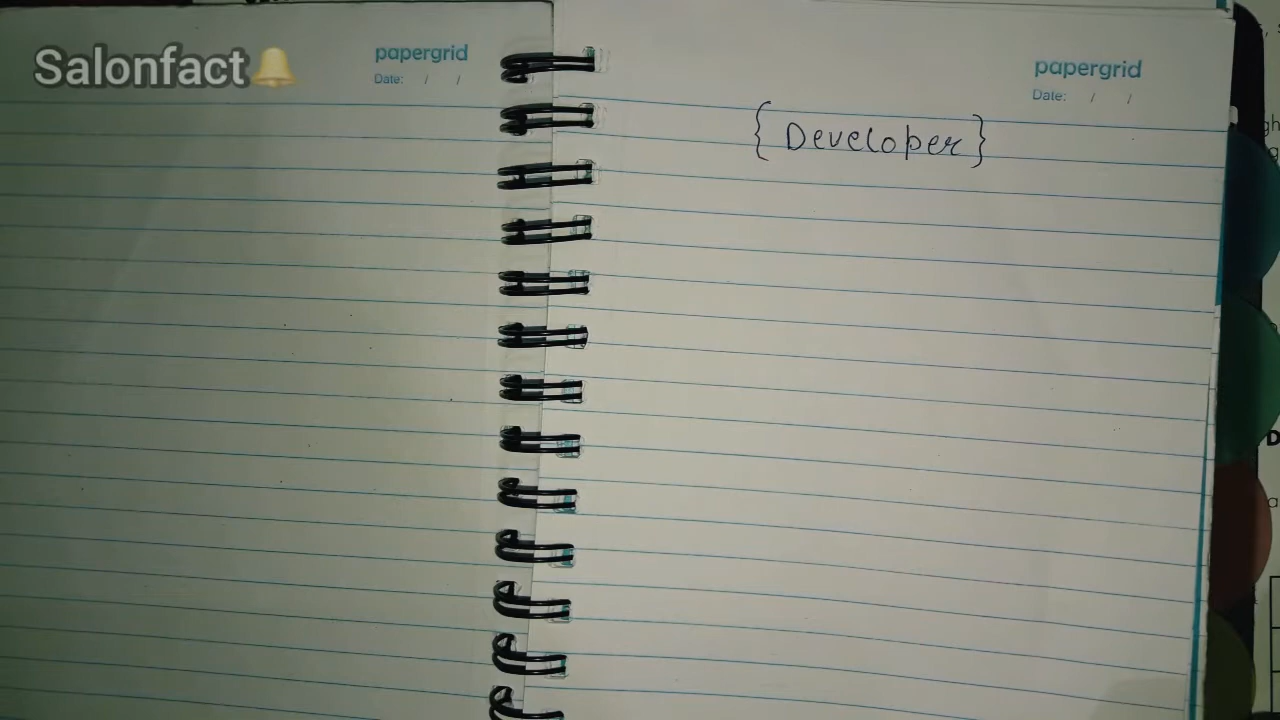 Salonfact🔔
papergrid
Date: / /
papergrid
Date: / /
{ Developer }